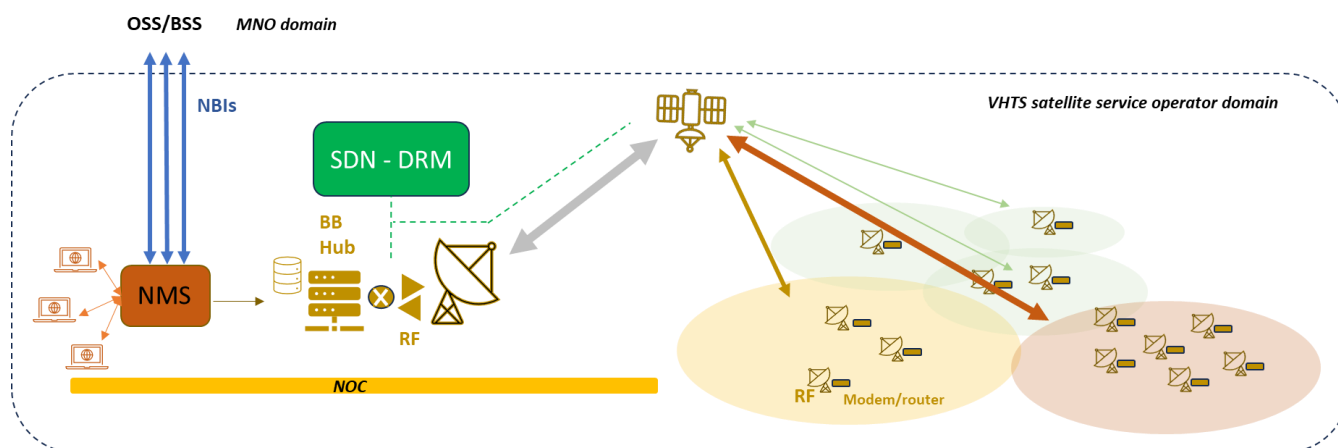 OSS/BSS
MNO domain
NBIs
VHTS satellite service operator domain
SDN - DRM
BB
Hub
NMS
X
RF
NOC
RF
Modem/router